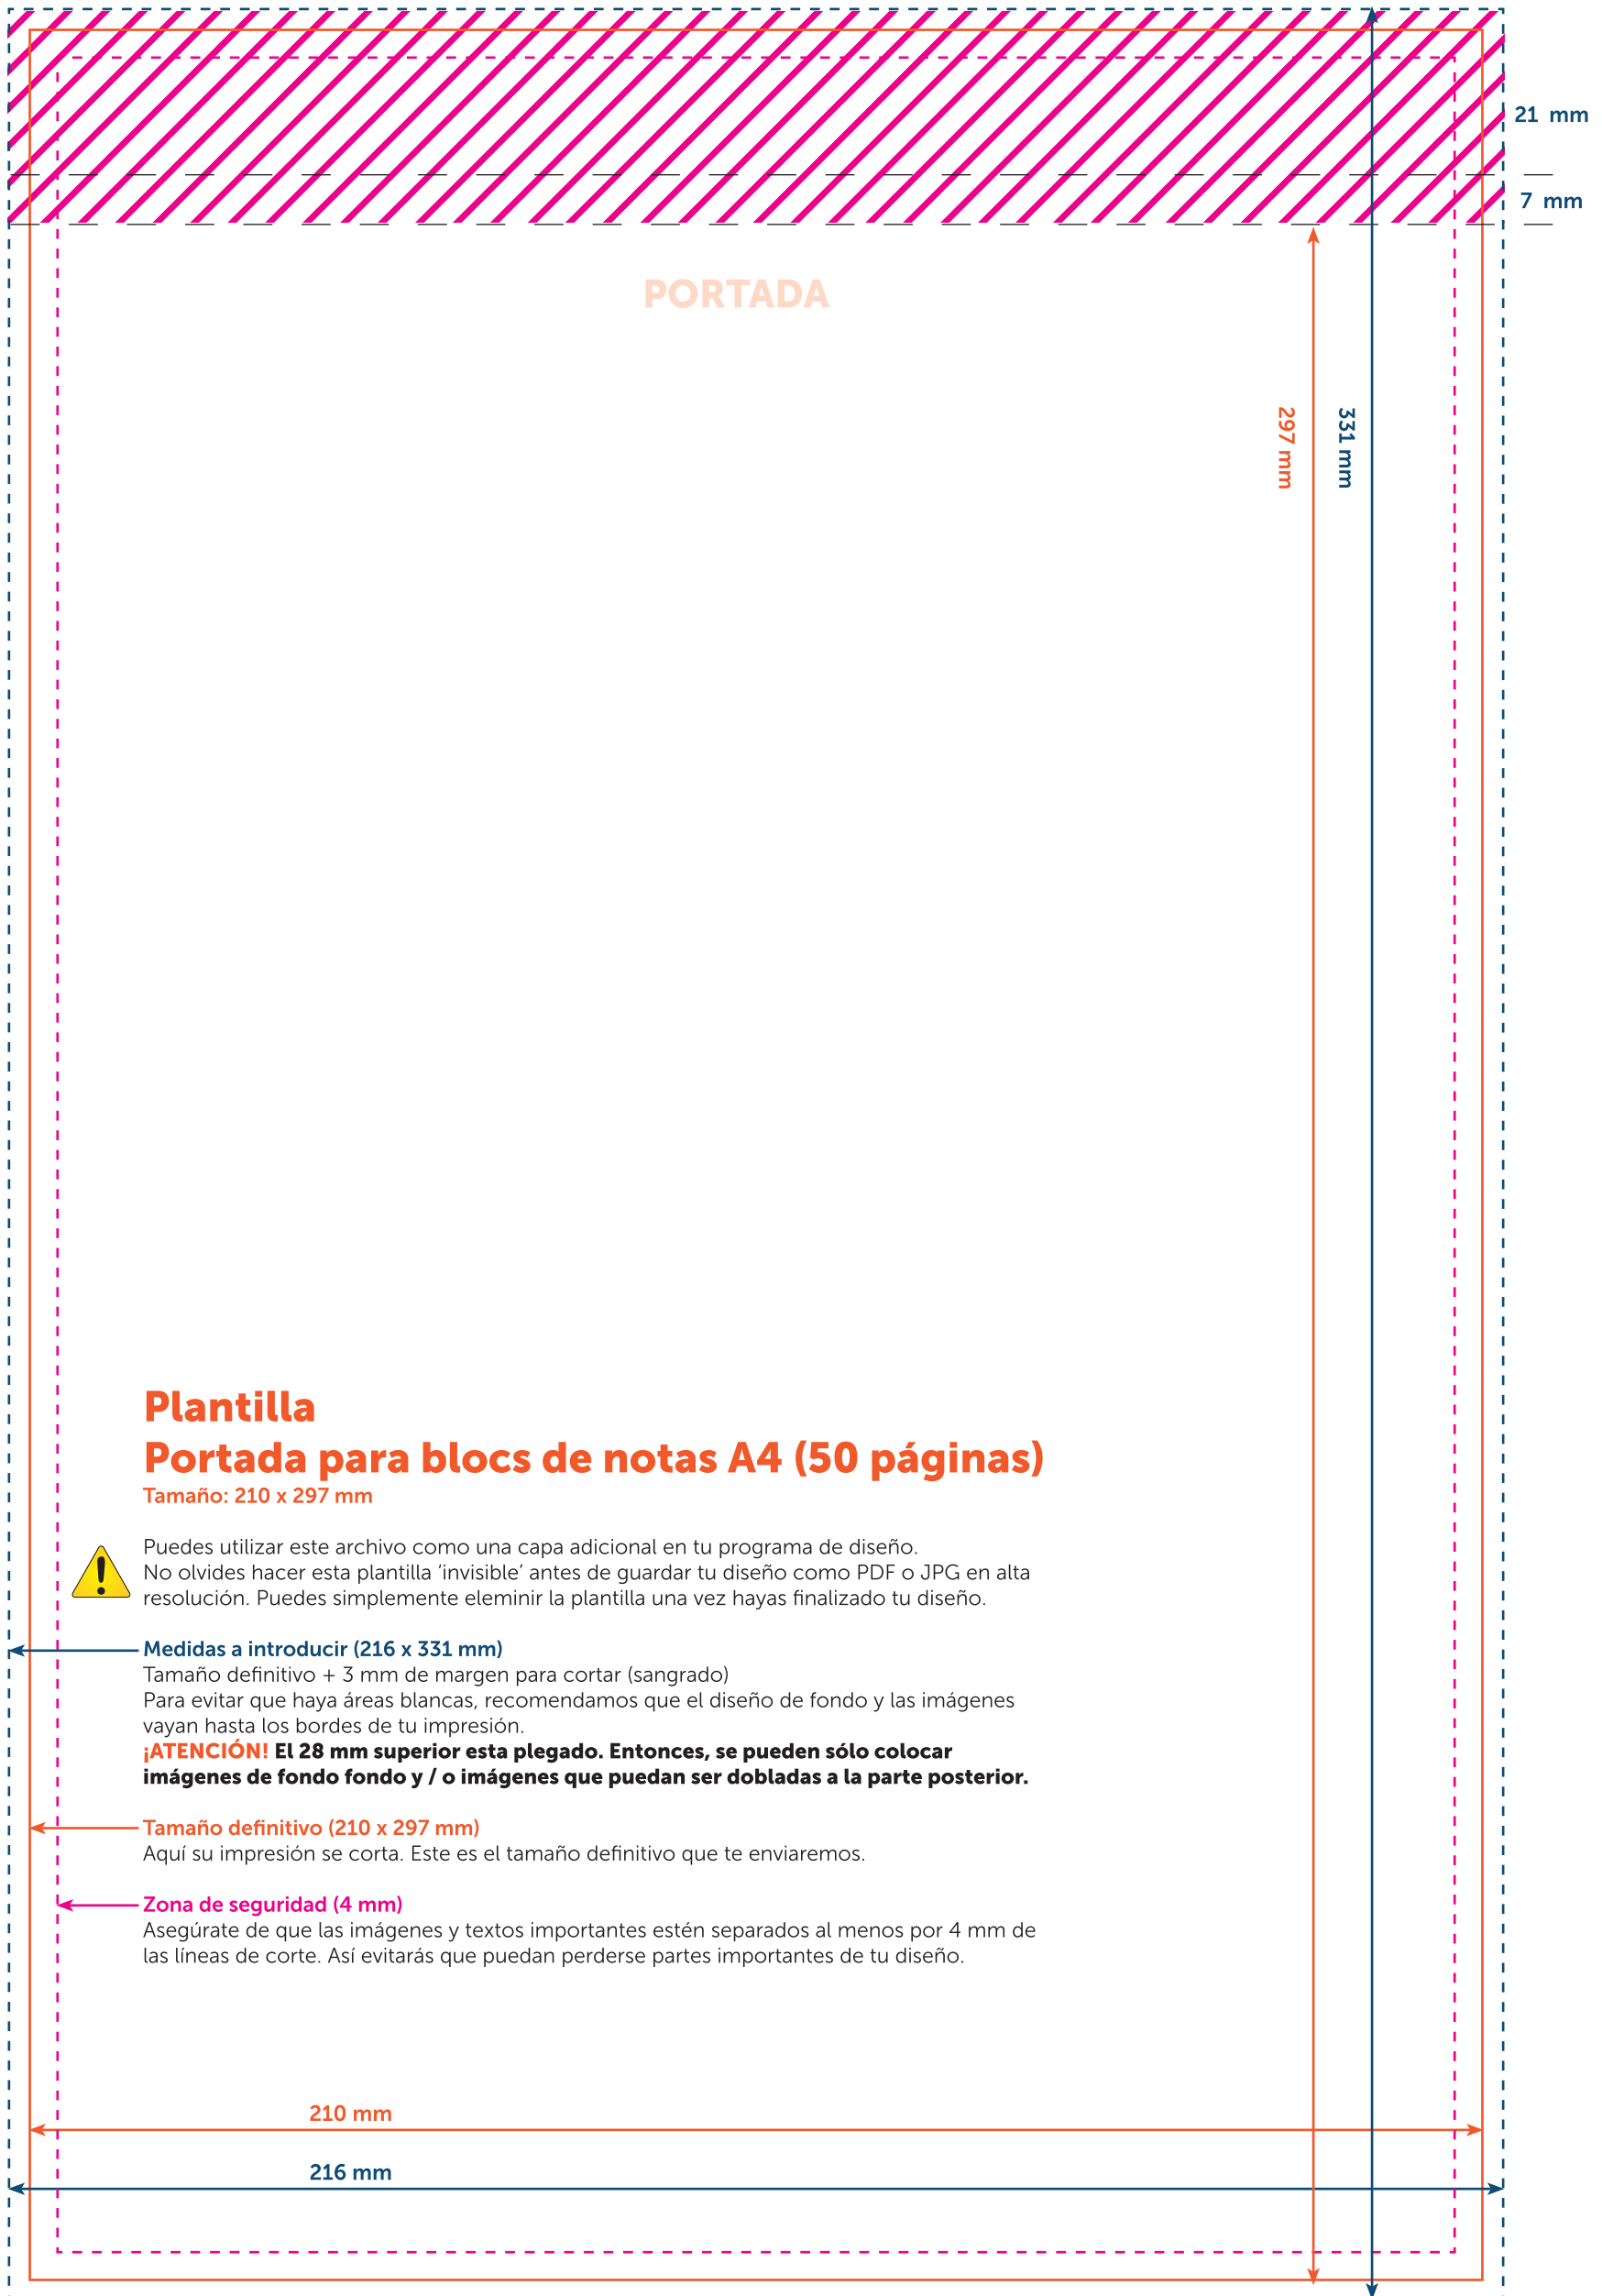 21 mm
7 mm
PORTADA
297 mm
331 mm
Plantilla
Portada para blocs de notas A4 (50 páginas)
Tamaño: 210 x 297 mm
Puedes utilizar este archivo como una capa adicional en tu programa de diseño.
No olvides hacer esta plantilla ‘invisible’ antes de guardar tu diseño como PDF o JPG en alta
resolución. Puedes simplemente eleminir la plantilla una vez hayas finalizado tu diseño.
Medidas a introducir (216 x 331 mm)
Tamaño definitivo + 3 mm de margen para cortar (sangrado)
Para evitar que haya áreas blancas, recomendamos que el diseño de fondo y las imágenes
vayan hasta los bordes de tu impresión.
¡ATENCIÓN! El 28 mm superior esta plegado. Entonces, se pueden sólo colocar
imágenes de fondo fondo y / o imágenes que puedan ser dobladas a la parte posterior.
Tamaño definitivo (210 x 297 mm)
Aquí su impresión se corta. Este es el tamaño definitivo que te enviaremos.
Zona de seguridad (4 mm)
Asegúrate de que las imágenes y textos importantes estén separados al menos por 4 mm de
las líneas de corte. Así evitarás que puedan perderse partes importantes de tu diseño.
210 mm
216 mm